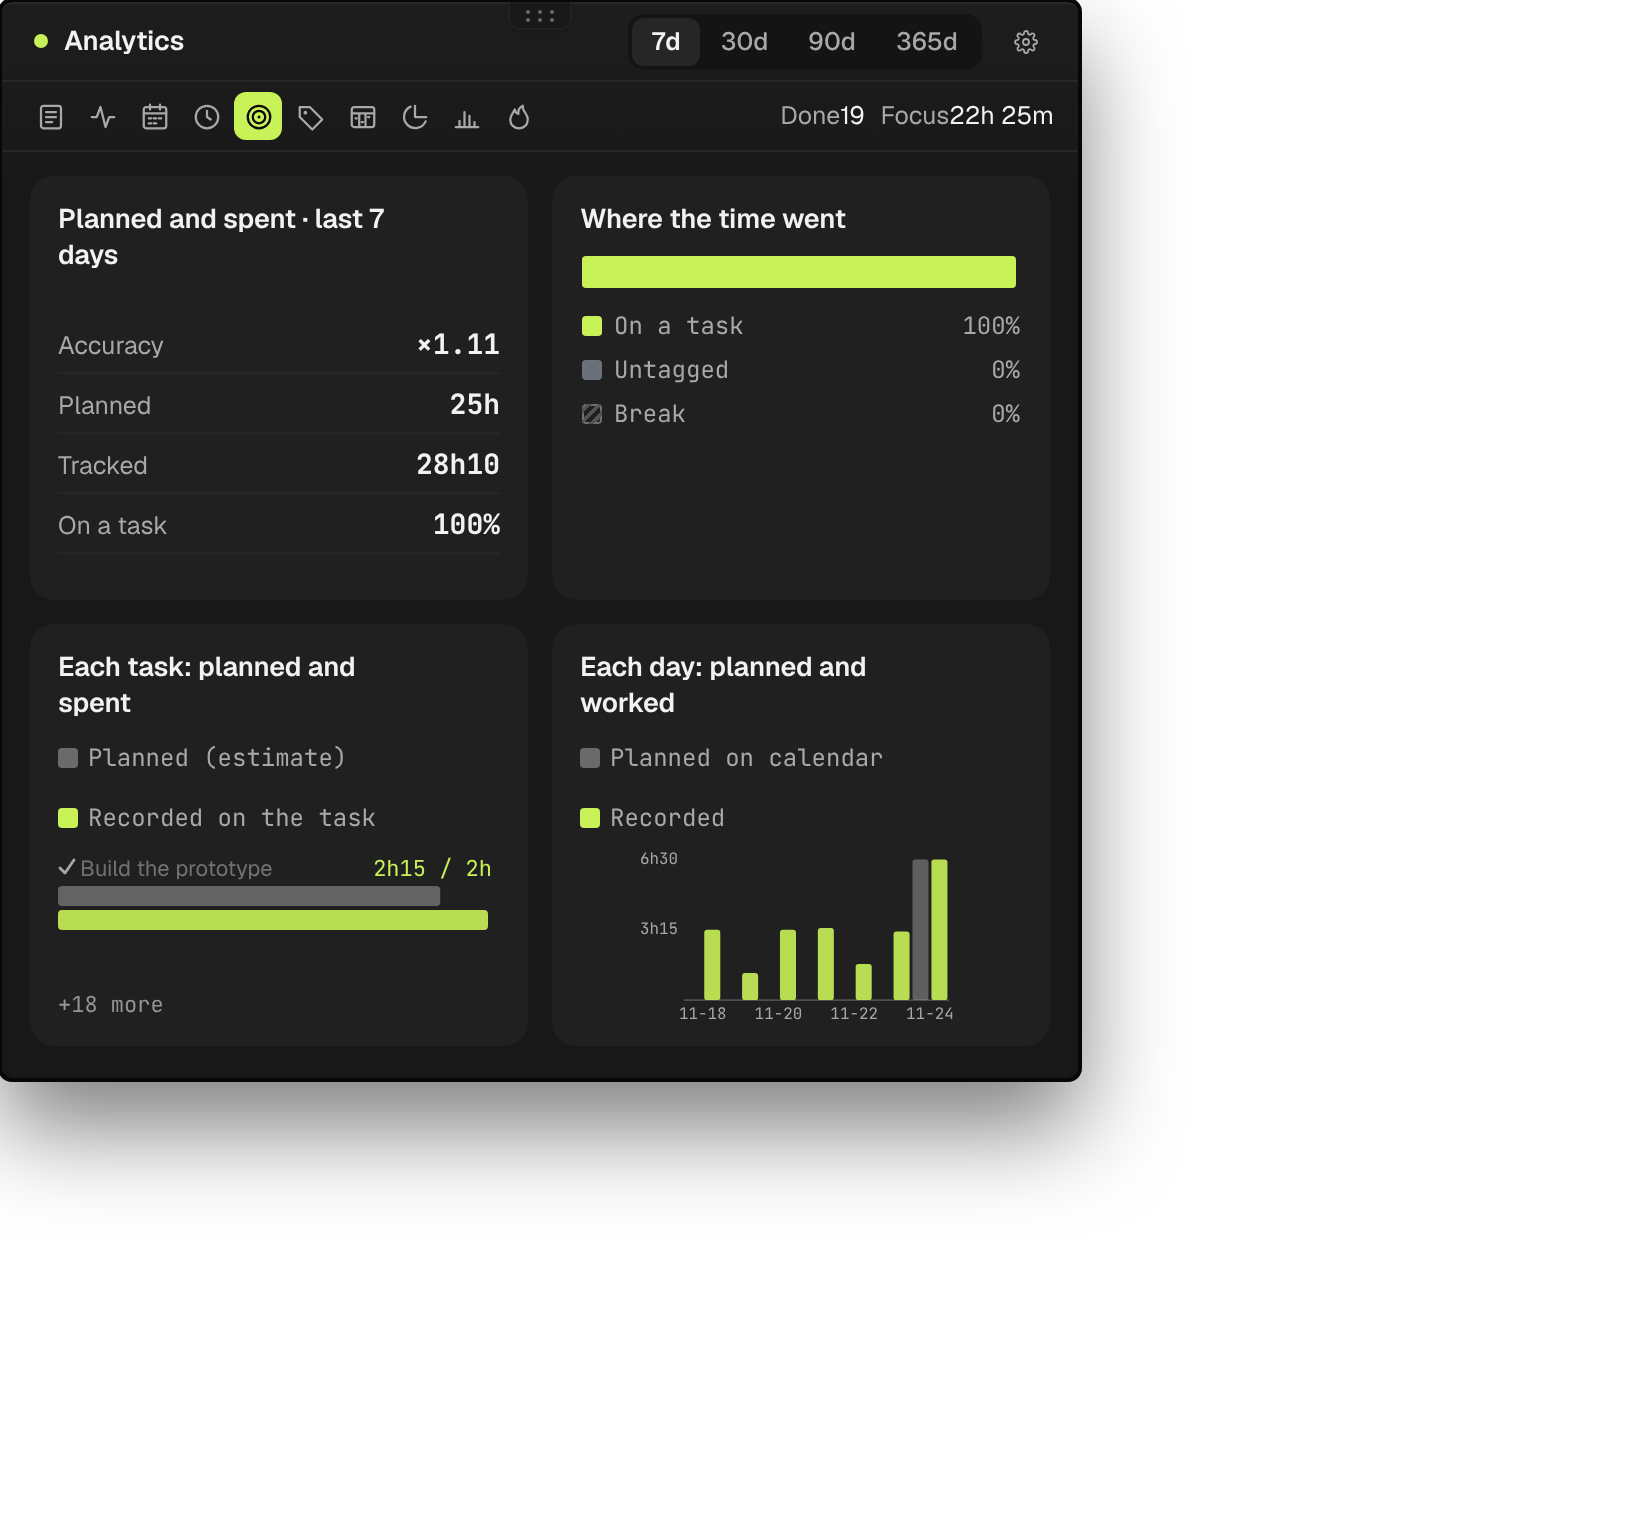 Analytics
7d 30d 90d 365d
Done19 Focus22h 25m
Planned and spent · last 7
days
Accuracy ×1.11
Planned 25h
Tracked 28h10
On a task 100%
Where the time went
On a task 100%
Untagged 0%
Break 0%
Each task: planned and
spent
Planned (estimate)
Recorded on the task
Build the prototype 2h15 / 2h
+18 more
Each day: planned and
worked
Planned on calendar
Recorded
6h30
3h15
11-18 11-20 11-22 11-24